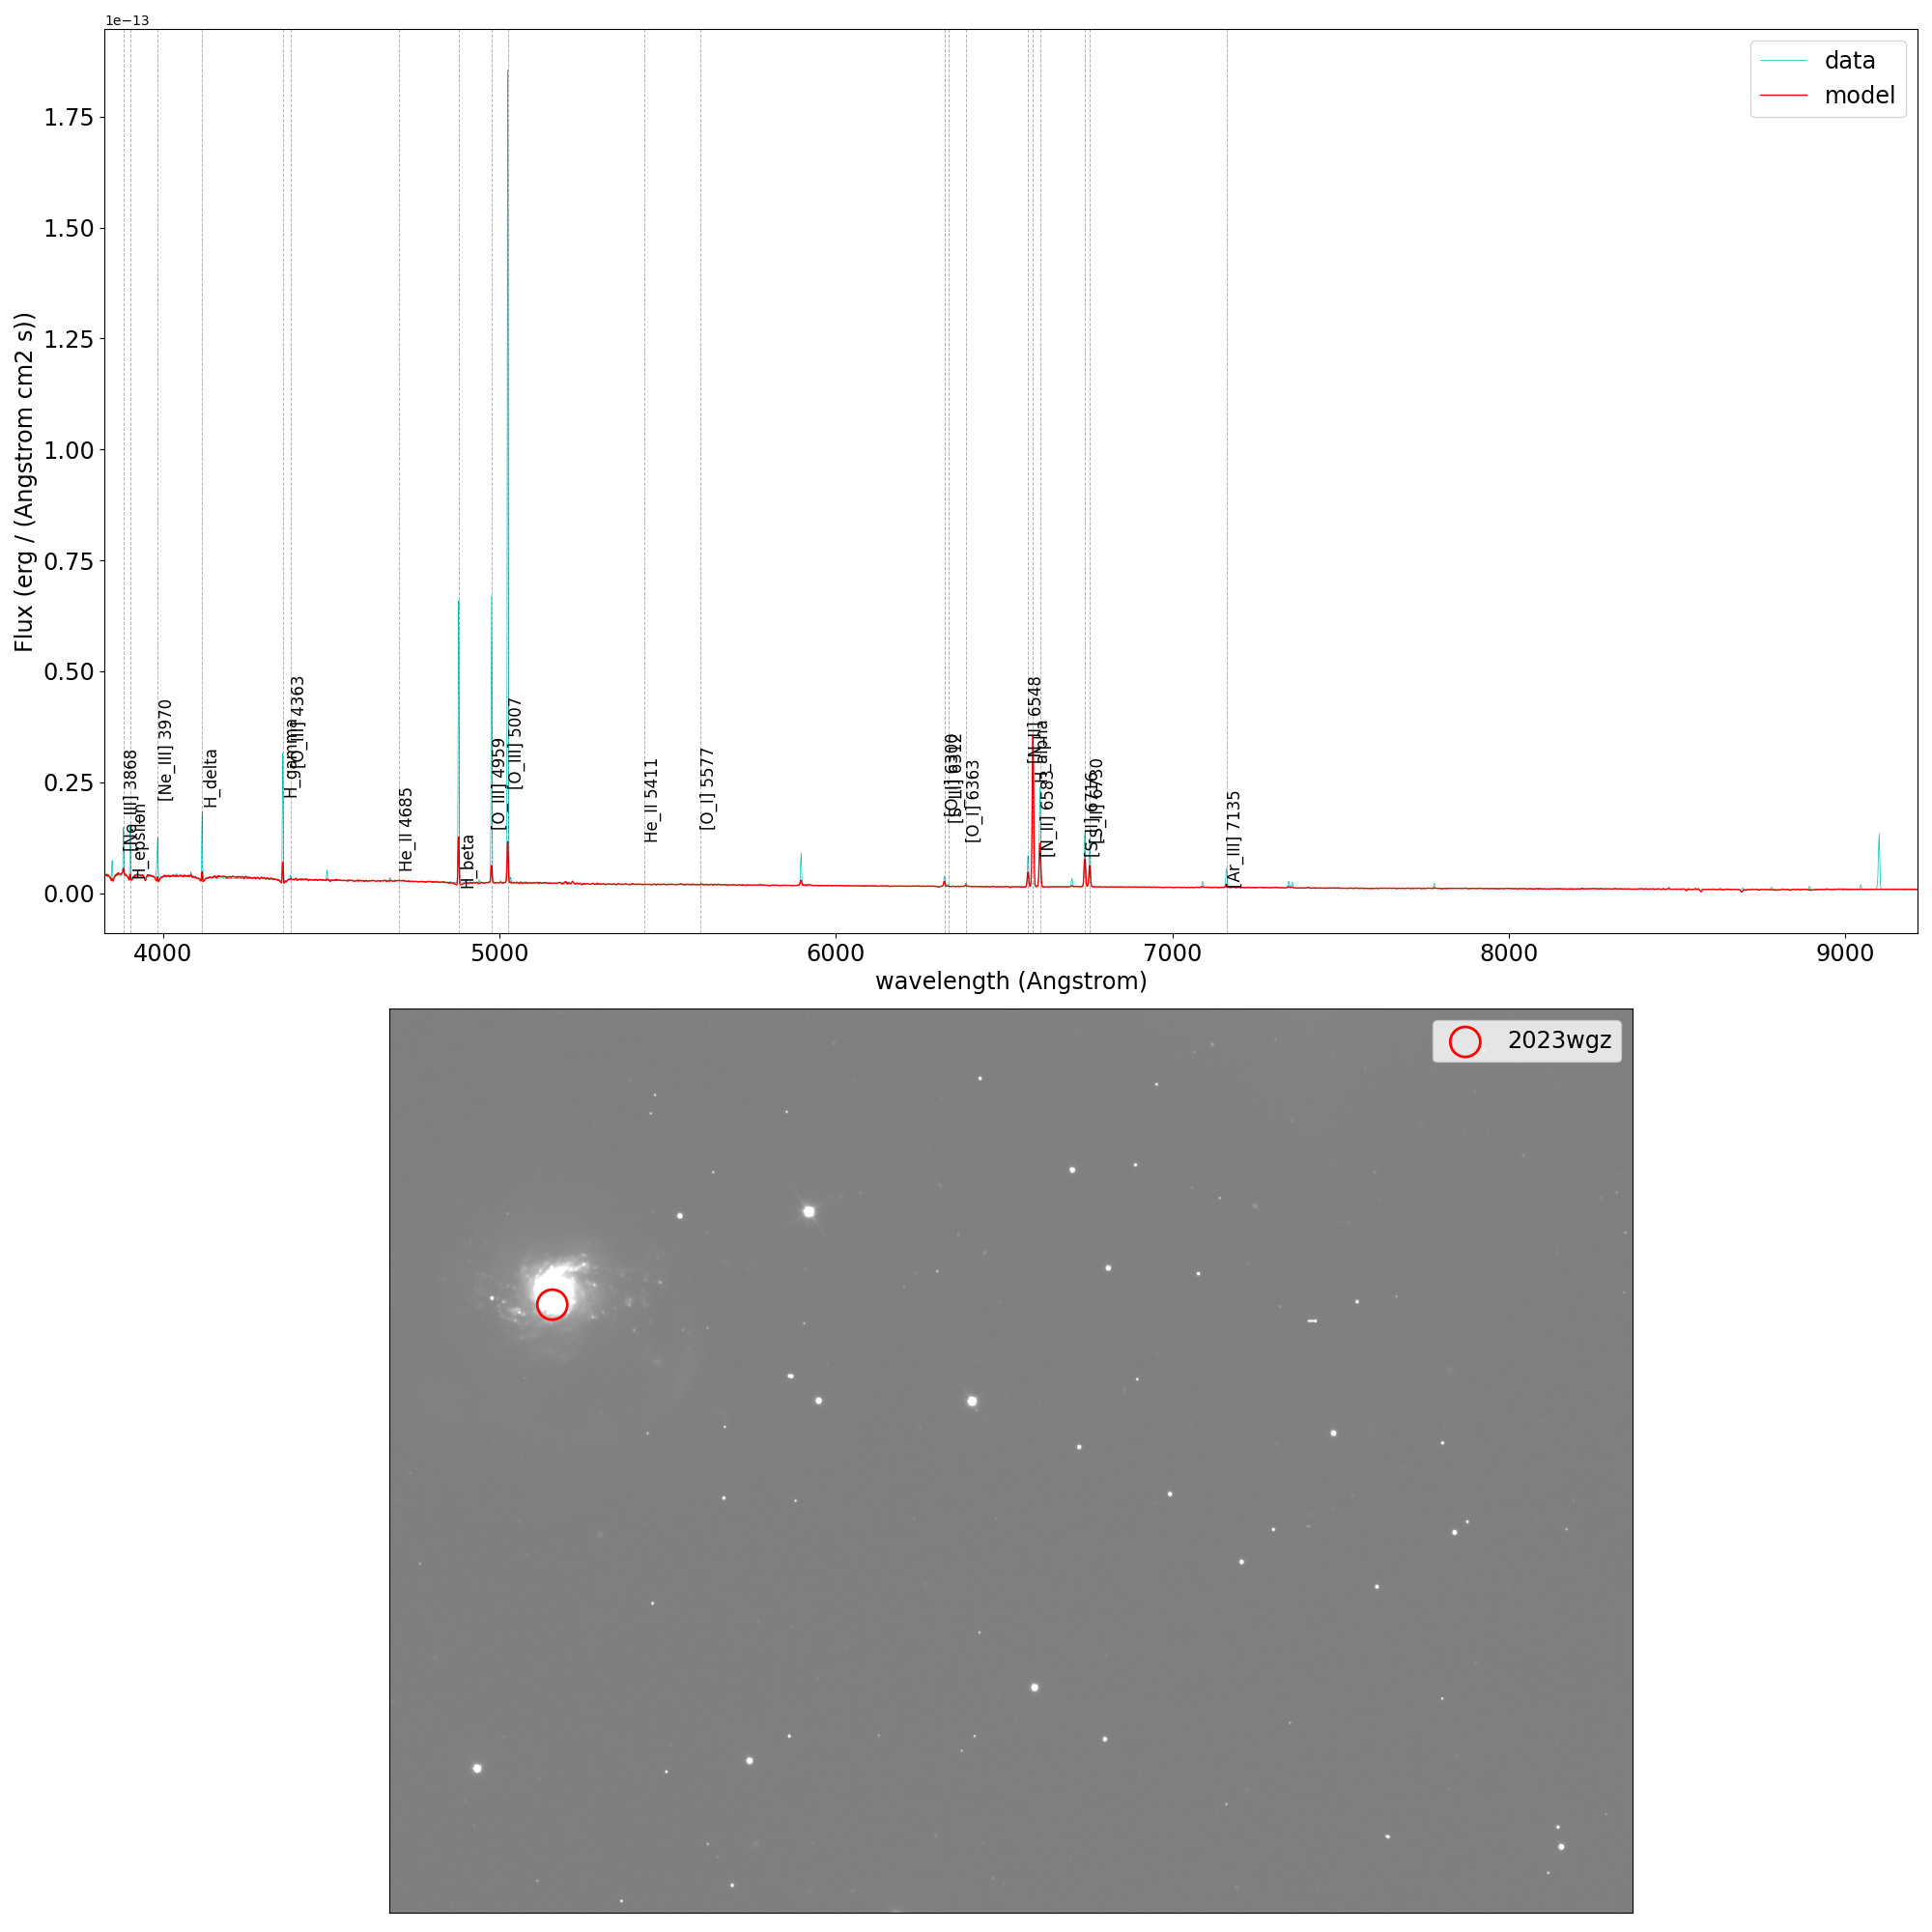 1e−13
data
model
1.75
1.50
1.25
1.00
0.75
0.50
0.25
0.00
Flux (erg / (Angstrom cm2 s))
[Ne_III] 3868
H_epsilon
[Ne_III] 3970
H_delta
H_gamma
[O_III] 4363
He_II 4685
H_beta
[O_III] 4959
[O_III] 5007
He_II 5411
[O_I] 5577
[O_I] 6300
[S_III] 6312
[O_I] 6363
[N_II] 6548
H_alpha
[N_II] 6583
[S_II] 6716
[S_II] 6730
[Ar_III] 7135
4000
5000
6000
7000
8000
9000
wavelength (Angstrom)
2023wgz